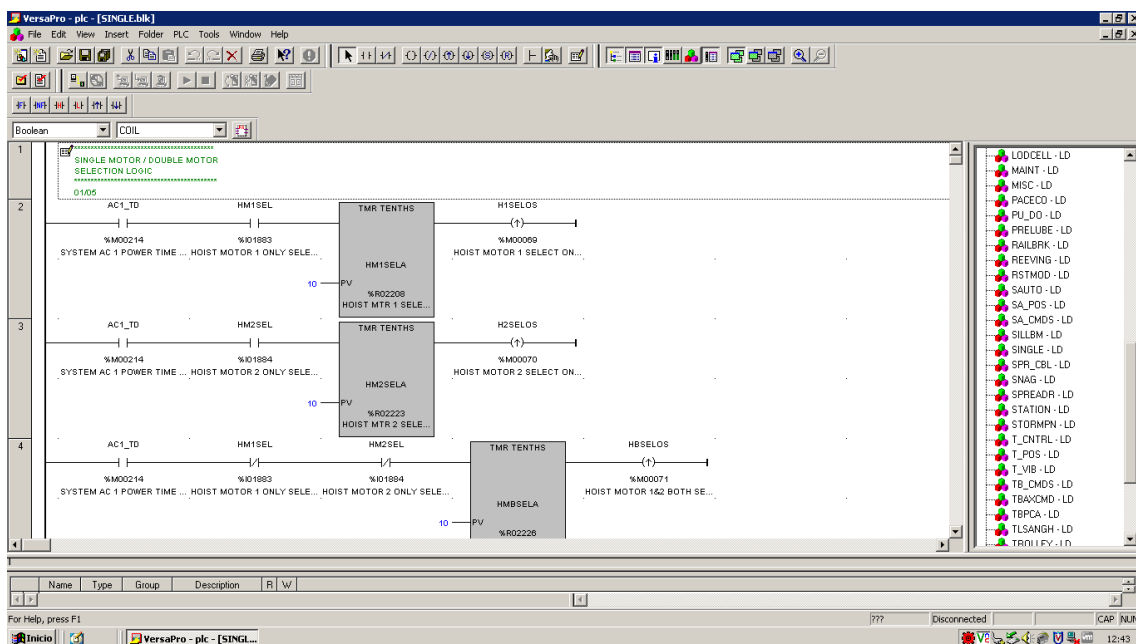 VersaPro - plc - [SINGLE.blk]
File Edit View Insert Folder PLC Tools Window Help
Boolean COIL
1
******************************************
SINGLE MOTOR / DOUBLE MOTOR
SELECTION LOGIC
******************************************
01/05
2
AC1_TD HM1SEL TMR TENTHS H1SELOS
%M00214 %I01883 %M00069
SYSTEM AC 1 POWER TIME ... HOIST MOTOR 1 ONLY SELE... HOIST MOTOR 1 SELECT ON...
HM1SELA
10 PV
%R02208
HOIST MTR 1 SELE...
3
AC1_TD HM2SEL TMR TENTHS H2SELOS
%M00214 %I01884 %M00070
SYSTEM AC 1 POWER TIME ... HOIST MOTOR 2 ONLY SELE... HOIST MOTOR 2 SELECT ON...
HM2SELA
10 PV
%R02223
HOIST MTR 2 SELE...
4
AC1_TD HM1SEL HM2SEL TMR TENTHS HBSELOS
%M00214 %I01883 %I01884 %M00071
SYSTEM AC 1 POWER TIME ... HOIST MOTOR 1 ONLY SELE... HOIST MOTOR 2 ONLY SELE... HOIST MOTOR 1&2 BOTH SE...
HMBSELA
10 PV
%R02226
LODCELL - LD
MAINT - LD
MISC - LD
PACECO - LD
PU_DO - LD
PRELUBE - LD
RAILBRK - LD
REEVING - LD
RSTMOD - LD
SAUTO - LD
SA_POS - LD
SA_CMDS - LD
SILLBM - LD
SINGLE - LD
SPR_CBL - LD
SNAG - LD
SPREADR - LD
STATION - LD
STORMPN - LD
T_CNTRL - LD
T_POS - LD
T_VIB - LD
TB_CMDS - LD
TBAXCMD - LD
TBPCA - LD
TLSANGH - LD
TROLLEY - LD
Name Type Group Description R W
For Help, press F1 ??? Disconnected CAP NUM
Inicio VersaPro - plc - [SINGL... 12:43